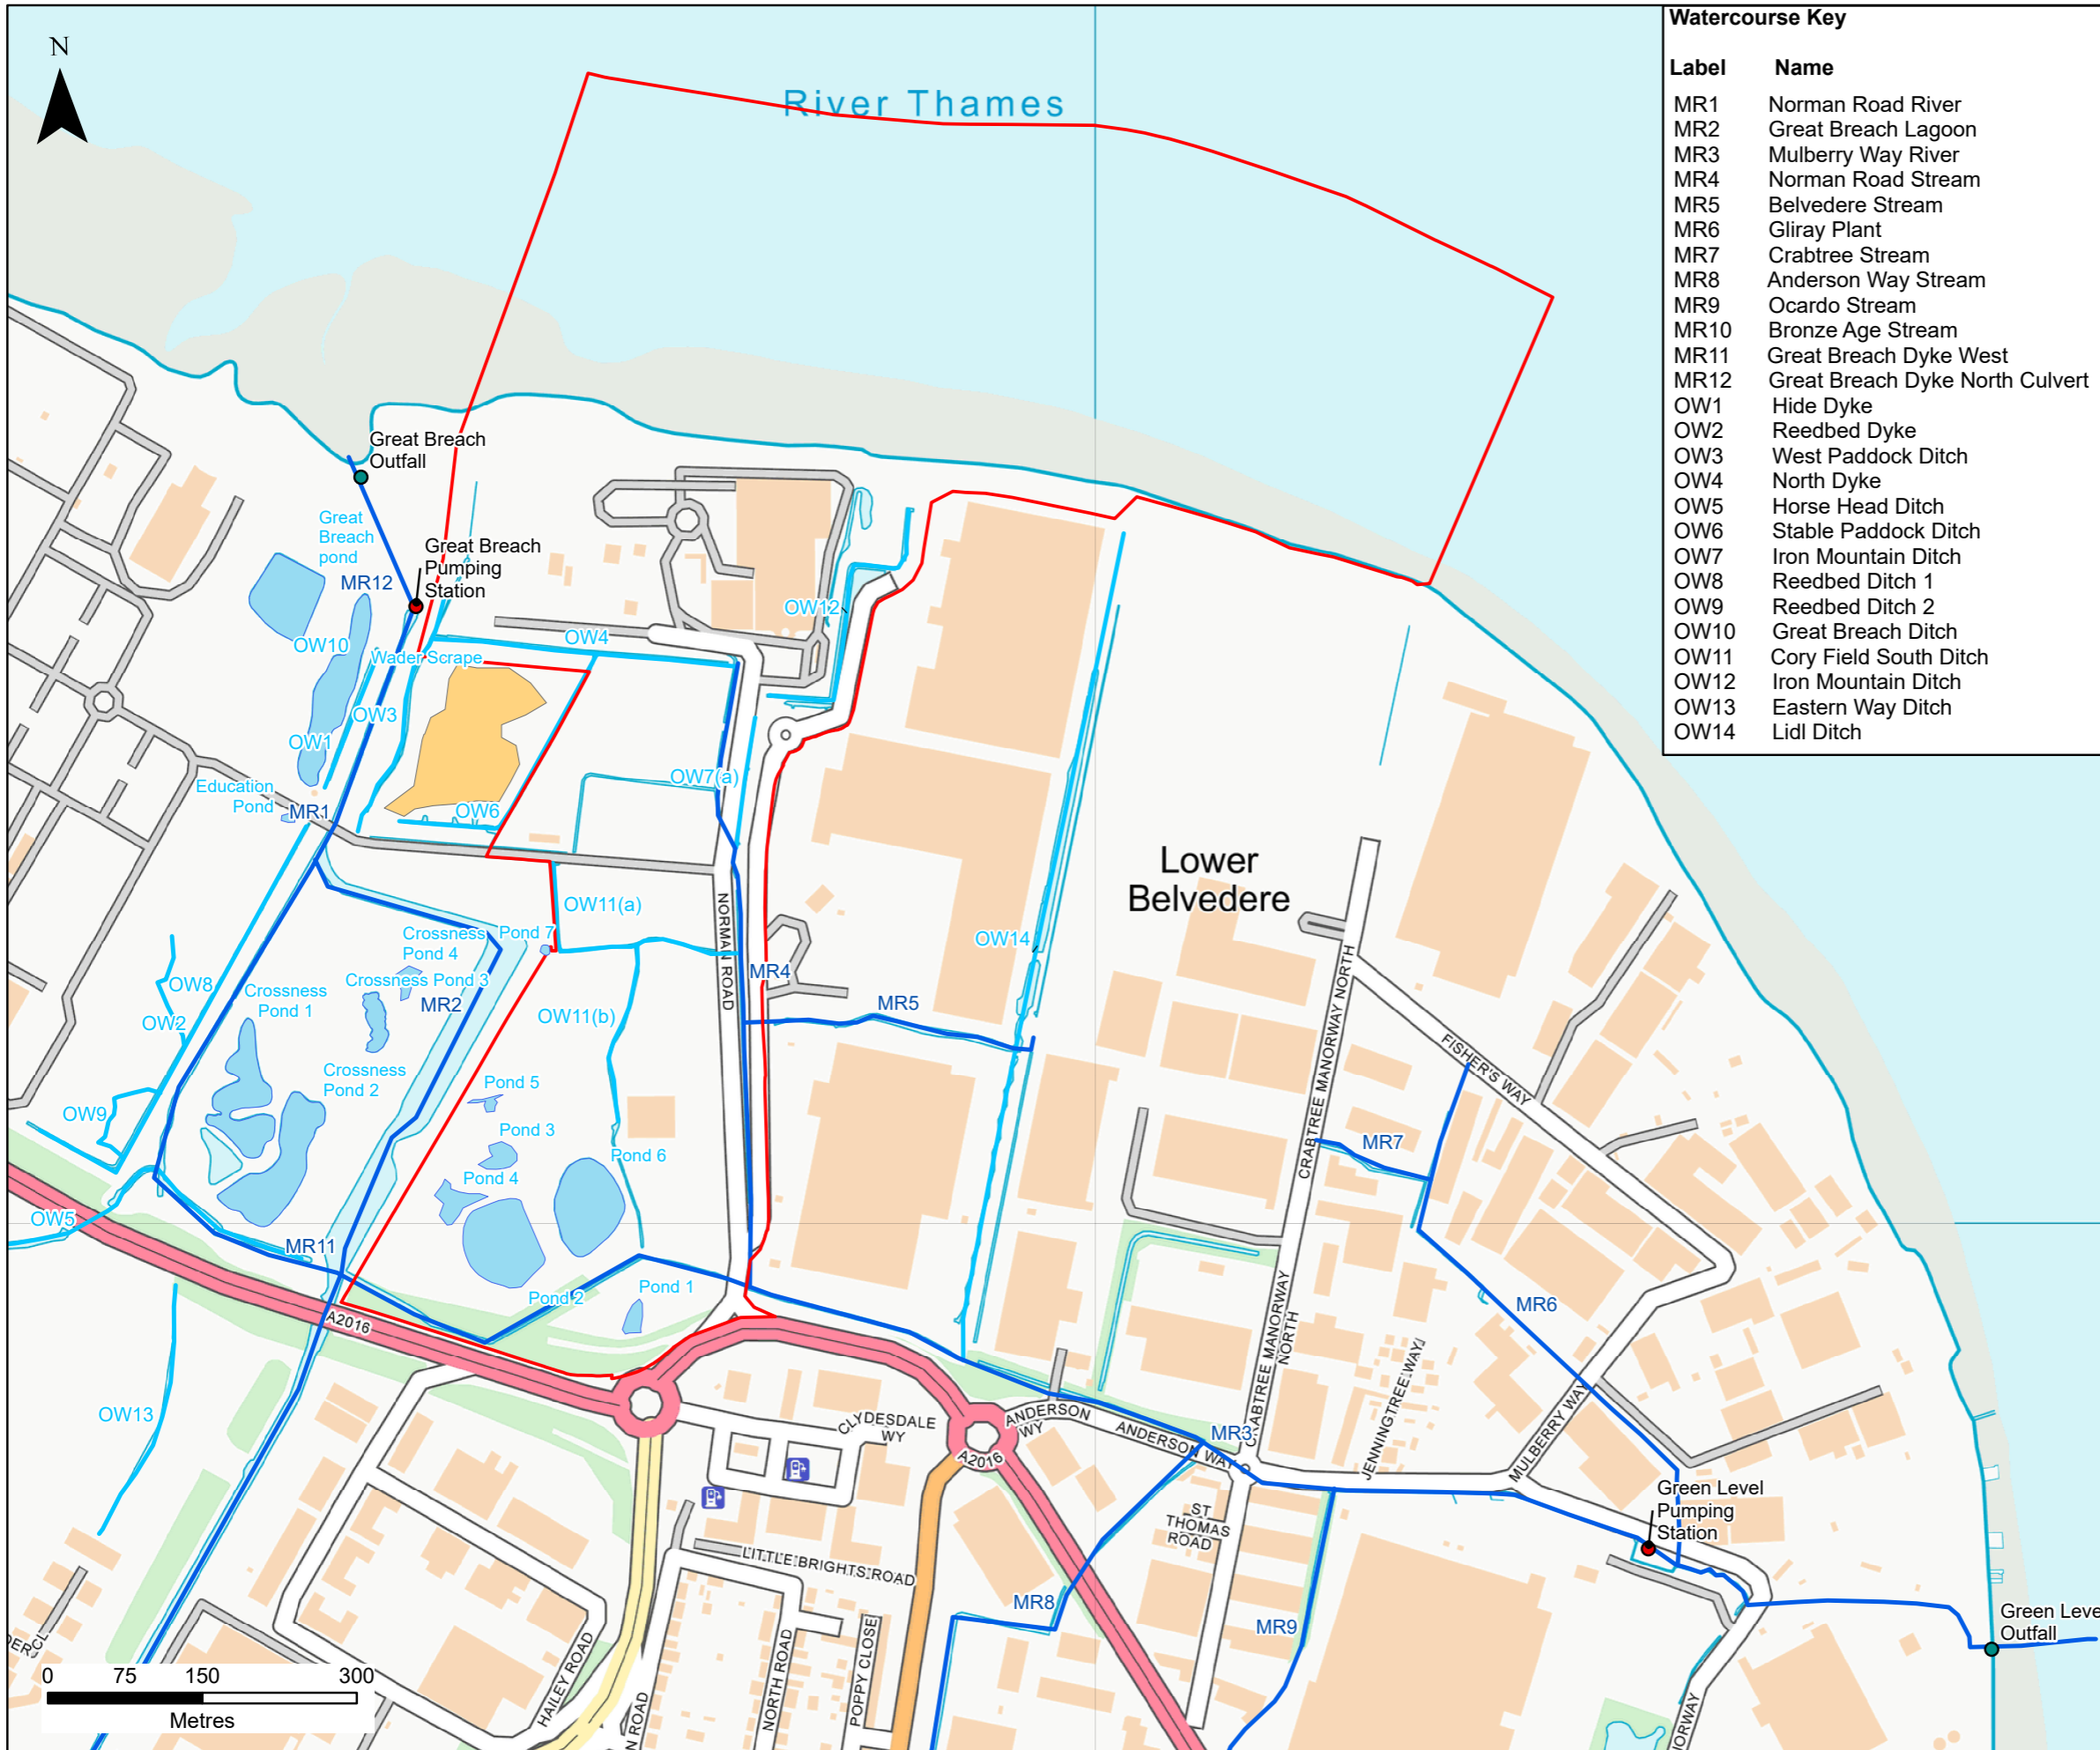 Watercourse Key
Label Name
MR1 Norman Road River
MR2 Great Breach Lagoon
MR3 Mulberry Way River
MR4 Norman Road Stream
MR5 Belvedere Stream
MR6 Gliray Plant
MR7 Crabtree Stream
MR8 Anderson Way Stream
MR9 Ocardo Stream
MR10 Bronze Age Stream
MR11 Great Breach Dyke West
MR12 Great Breach Dyke North Culvert
OW1 Hide Dyke
OW2 Reedbed Dyke
OW3 West Paddock Ditch
OW4 North Dyke
OW5 Horse Head Ditch
OW6 Stable Paddock Ditch
OW7 Iron Mountain Ditch
OW8 Reedbed Ditch 1
OW9 Reedbed Ditch 2
OW10 Great Breach Ditch
OW11 Cory Field South Ditch
OW12 Iron Mountain Ditch
OW13 Eastern Way Ditch
OW14 Lidl Ditch
N
River Thames
Great Breach
Outfall
Great
Breach
pond
Great Breach
Pumping
Station
MR12
OW10
Wader Scrape
OW4
OW12
OW3
OW1
OW7(a)
Education
Pond
MR1
OW6
Lower
Belvedere
OW11(a)
NORMAN ROAD
Crossness
Pond 4
Pond 7
OW14
MR4
Crossness Pond 3
MR2
OW8
Crossness
Pond 1
MR5
OW2
OW11(b)
CRABTREE MANORWAY NORTH
FISHER'S WAY
Crossness
Pond 2
Pond 5
OW9
Pond 3
Pond 6
MR7
Pond 4
OW5
MR11
Pond 2
Pond 1
MR6
A2016
CRABTREE MANORWAY
NORTH
JENNINGTREE WAY
MULBERRY WAY
OW13
CLYDESDALE
WY
ANDERSON
WY
ANDERSON WAY
MR3
A2016
Green Level
Pumping
Station
ST
THOMAS
ROAD
LITTLE BRIGHTS ROAD
MR8
MR9
Green Leve
Outfall
HAILEY ROAD
N ROAD
NORTH ROAD
POPPY CLOSE
ORWAY
0 75 150 300
Metres